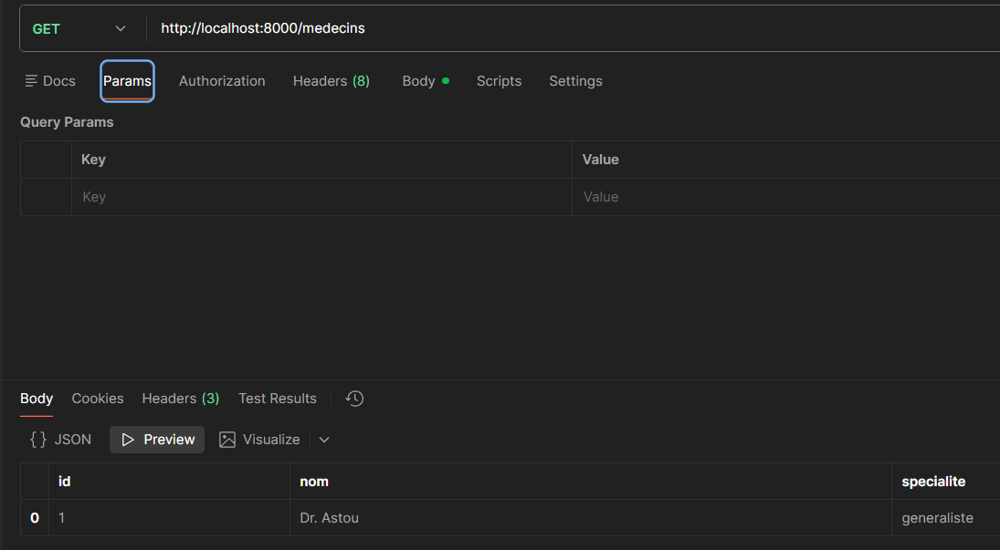 GET http://localhost:8000/medecins
Docs Params Authorization Headers (8) Body Scripts Settings
Query Params
Key Value
Key Value
Body Cookies Headers (3) Test Results
{} JSON Preview Visualize
id nom specialite
0 1 Dr. Astou generaliste